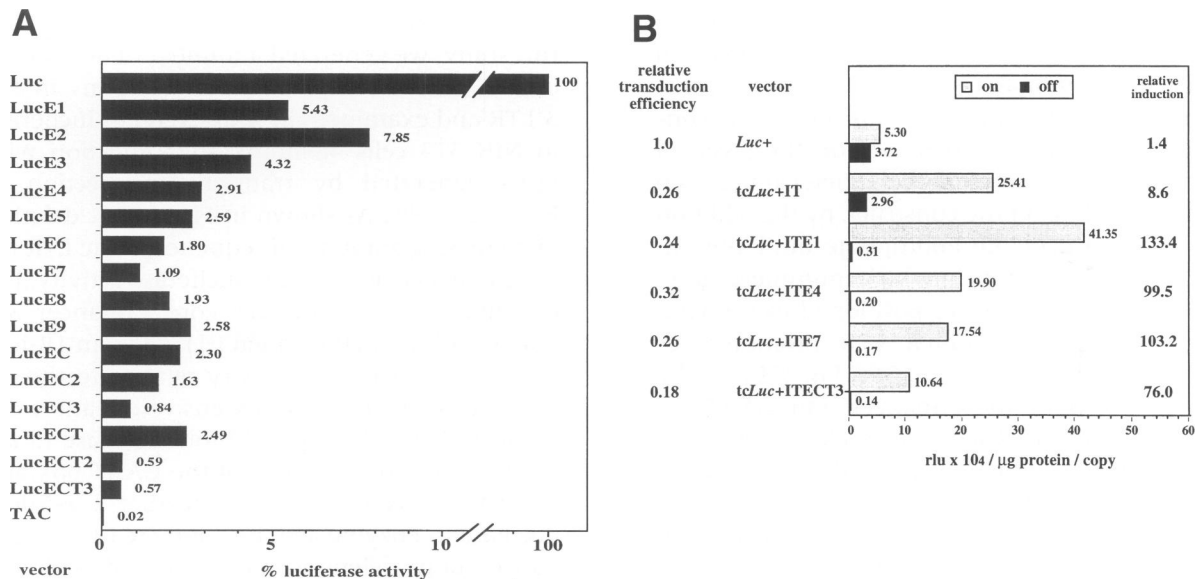 A
Luc 100
LucE1 5.43
LucE2 7.85
LucE3 4.32
LucE4 2.91
LucE5 2.59
LucE6 1.80
LucE7 1.09
LucE8 1.93
LucE9 2.58
LucEC 2.30
LucEC2 1.63
LucEC3 0.84
LucECT 2.49
LucECT2 0.59
LucECT3 0.57
TAC 0.02
0 5 10 100
vector % luciferase activity
B
relative transduction efficiency
vector
on off
relative induction
1.0 Luc+ 5.30 3.72 1.4
0.26 tcLuc+IT 25.41 2.96 8.6
0.24 tcLuc+ITE1 41.35 0.31 133.4
0.32 tcLuc+ITE4 19.90 0.20 99.5
0.26 tcLuc+ITE7 17.54 0.17 103.2
0.18 tcLuc+ITECT3 10.64 0.14 76.0
0 10 20 30 40 50 60
rlu x 104 / µg protein / copy